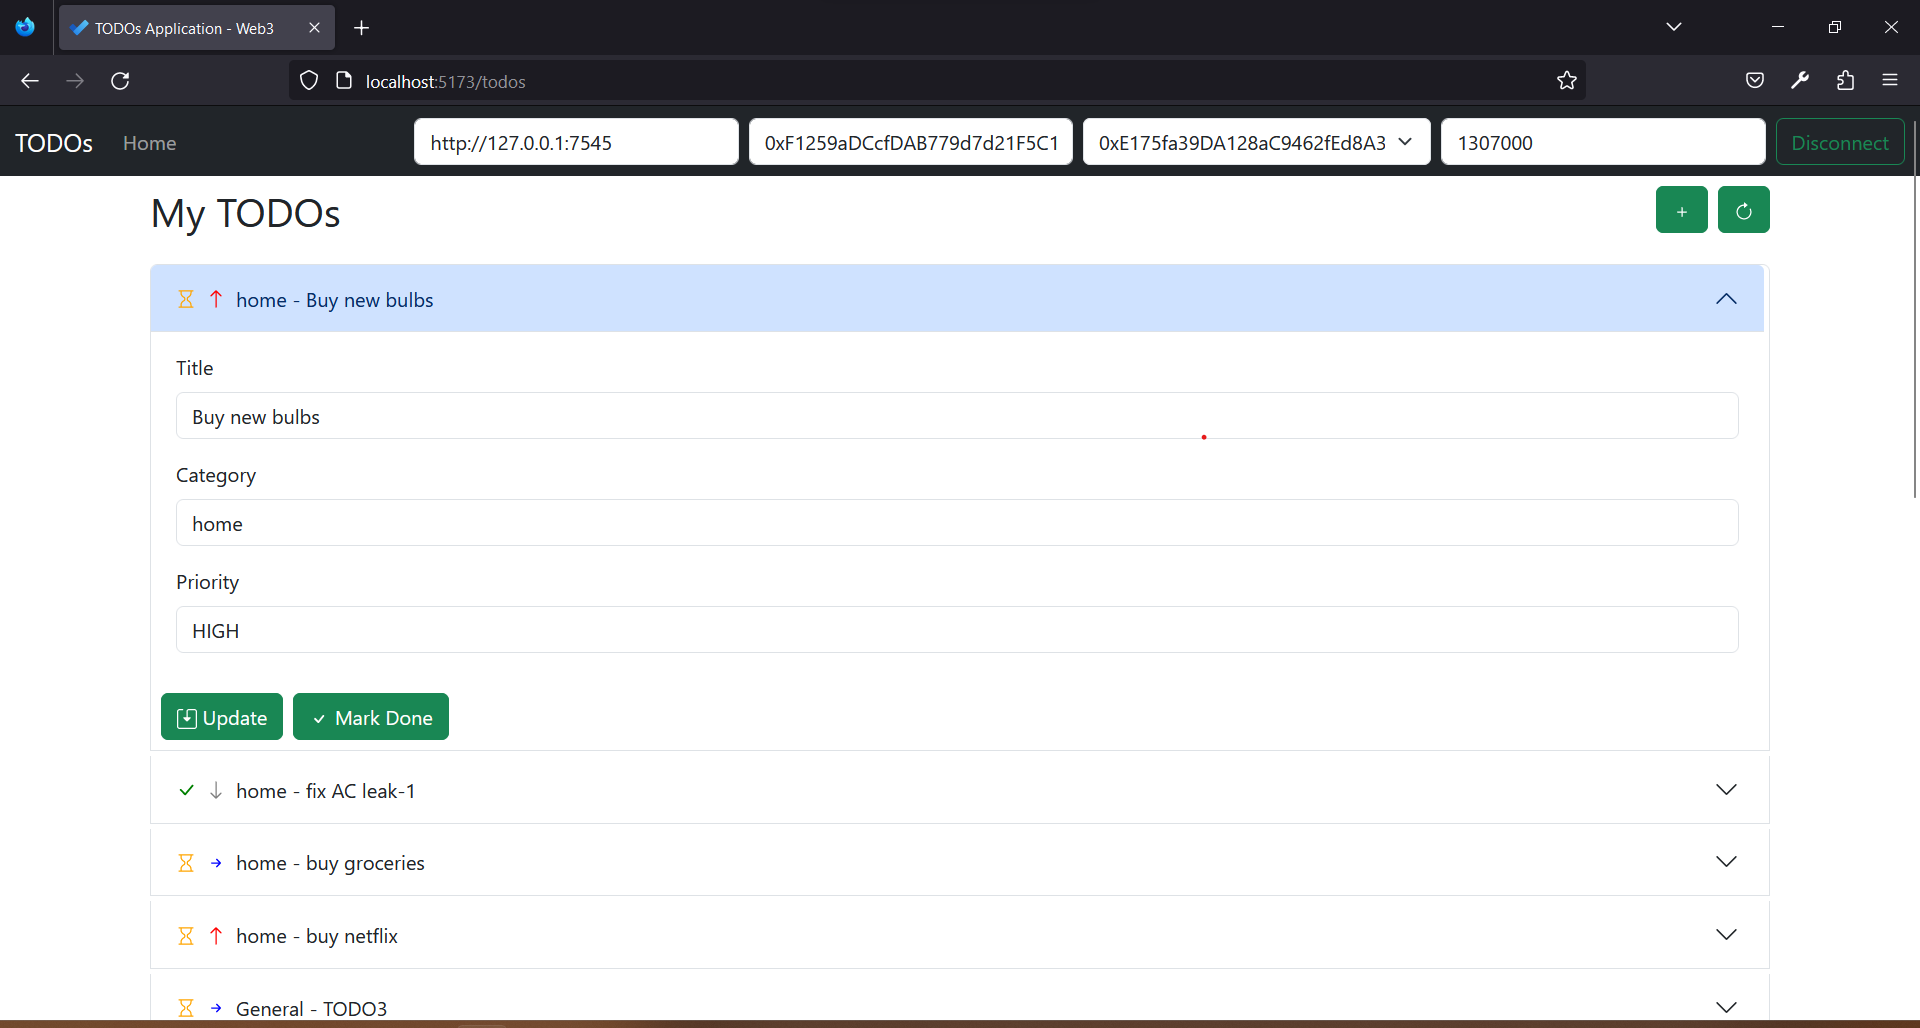 TODOs Application - Web3
localhost:5173/todos
TODOs Home http://127.0.0.1:7545 0xF1259aDCcfDAB779d7d21F5C1 0xE175fa39DA128aC9462fEd8A3 1307000 Disconnect
My TODOs
+
home - Buy new bulbs
Title
Buy new bulbs
Category
home
Priority
HIGH
Update Mark Done
home - fix AC leak-1
home - buy groceries
home - buy netflix
General - TODO3